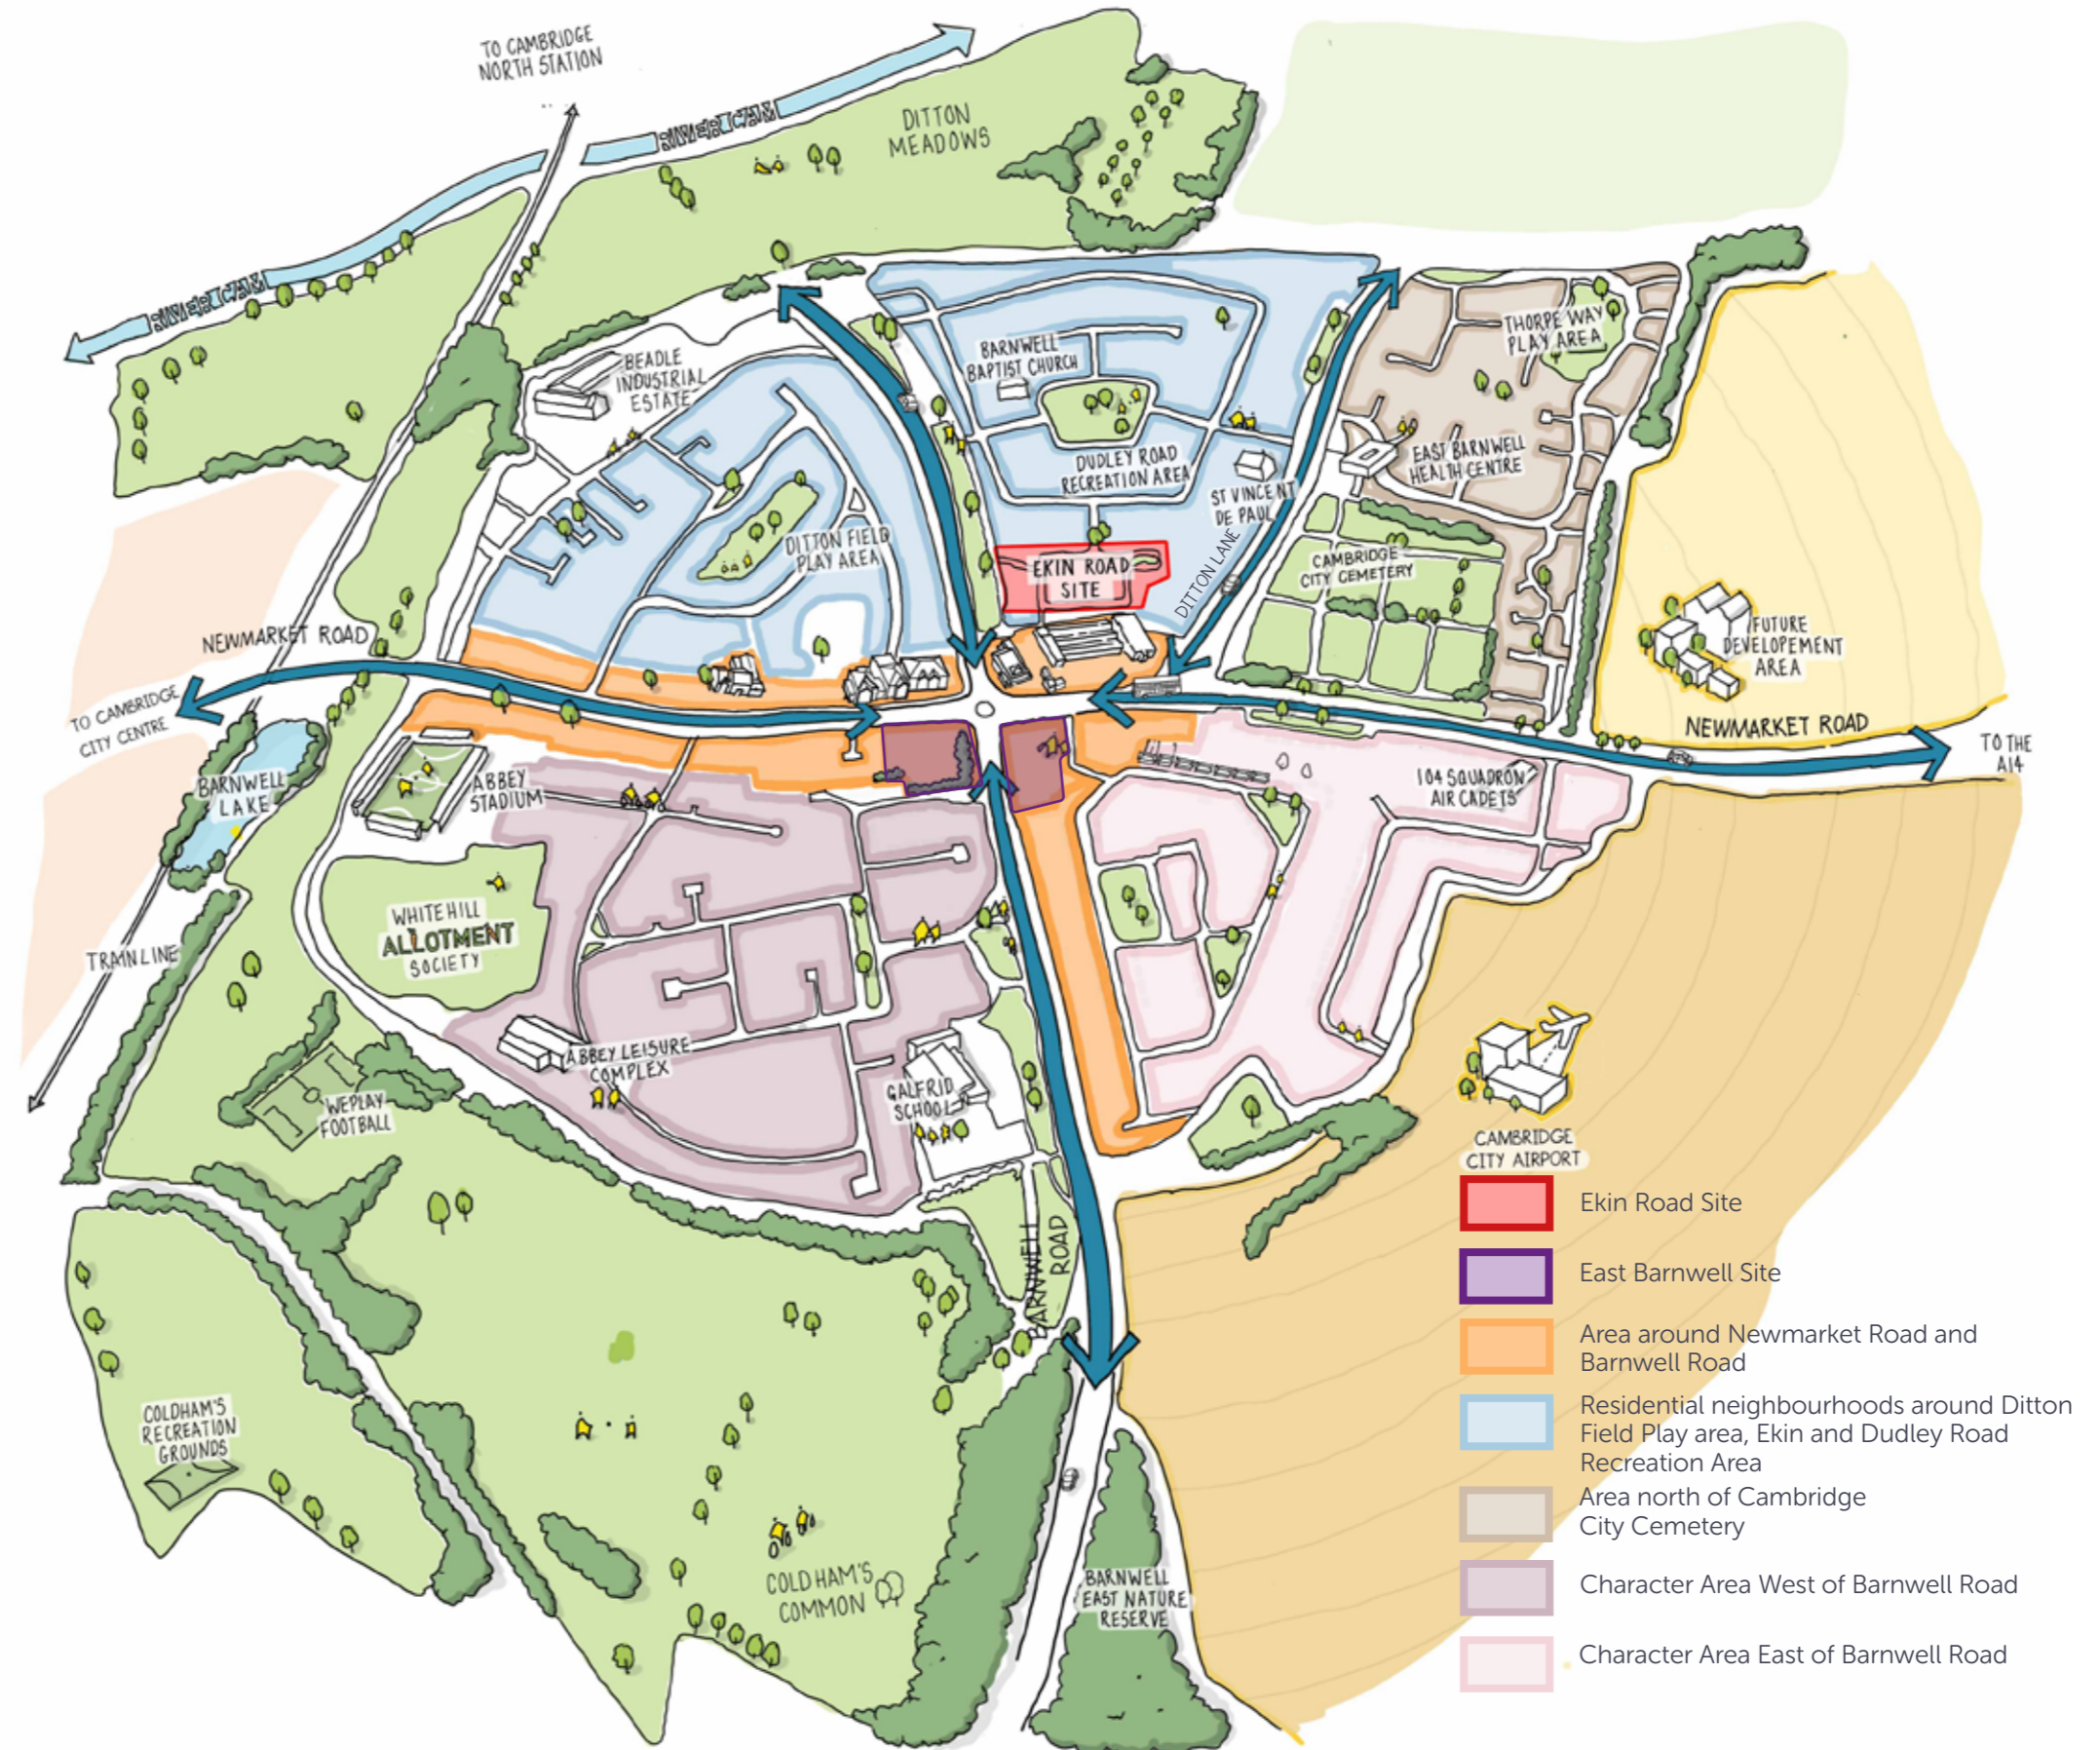 TO CAMBRIDGE
NORTH STATION
RIVER CAM
DITTON
MEADOWS
RIVER CAM
BEADLE
INDUSTRIAL
ESTATE
BARNWELL
BAPTIST CHURCH
THORPE WAY
PLAY AREA
DUDLEY ROAD
RECREATION AREA
EAST BARNWELL
HEALTH CENTRE
ST VINCENT
DE PAUL
DITTON FIELD
PLAY AREA
EKIN ROAD
SITE
DITTON LANE
CAMBRIDGE
CITY CEMETERY
NEWMARKET ROAD
FUTURE
DEVELOPEMENT
AREA
TO CAMBRIDGE
CITY CENTRE
NEWMARKET ROAD
TO THE
A14
BARNWELL
LAKE
ABBEY
STADIUM
104 SQUADRON
AIR CADETS
WHITEHILL
ALLOTMENT
SOCIETY
TRAINLINE
ABBEY LEISURE
COMPLEX
GALFRID
SCHOOL
WEPLAY
FOOTBALL
CAMBRIDGE
CITY AIRPORT
BARNWELL
ROAD
COLDHAM'S
RECREATION
GROUNDS
COLDHAM'S
COMMON
BARNWELL
EAST NATURE
RESERVE
Ekin Road Site
East Barnwell Site
Area around Newmarket Road and
Barnwell Road
Residential neighbourhoods around Ditton
Field Play area, Ekin and Dudley Road
Recreation Area
Area north of Cambridge
City Cemetery
Character Area West of Barnwell Road
Character Area East of Barnwell Road